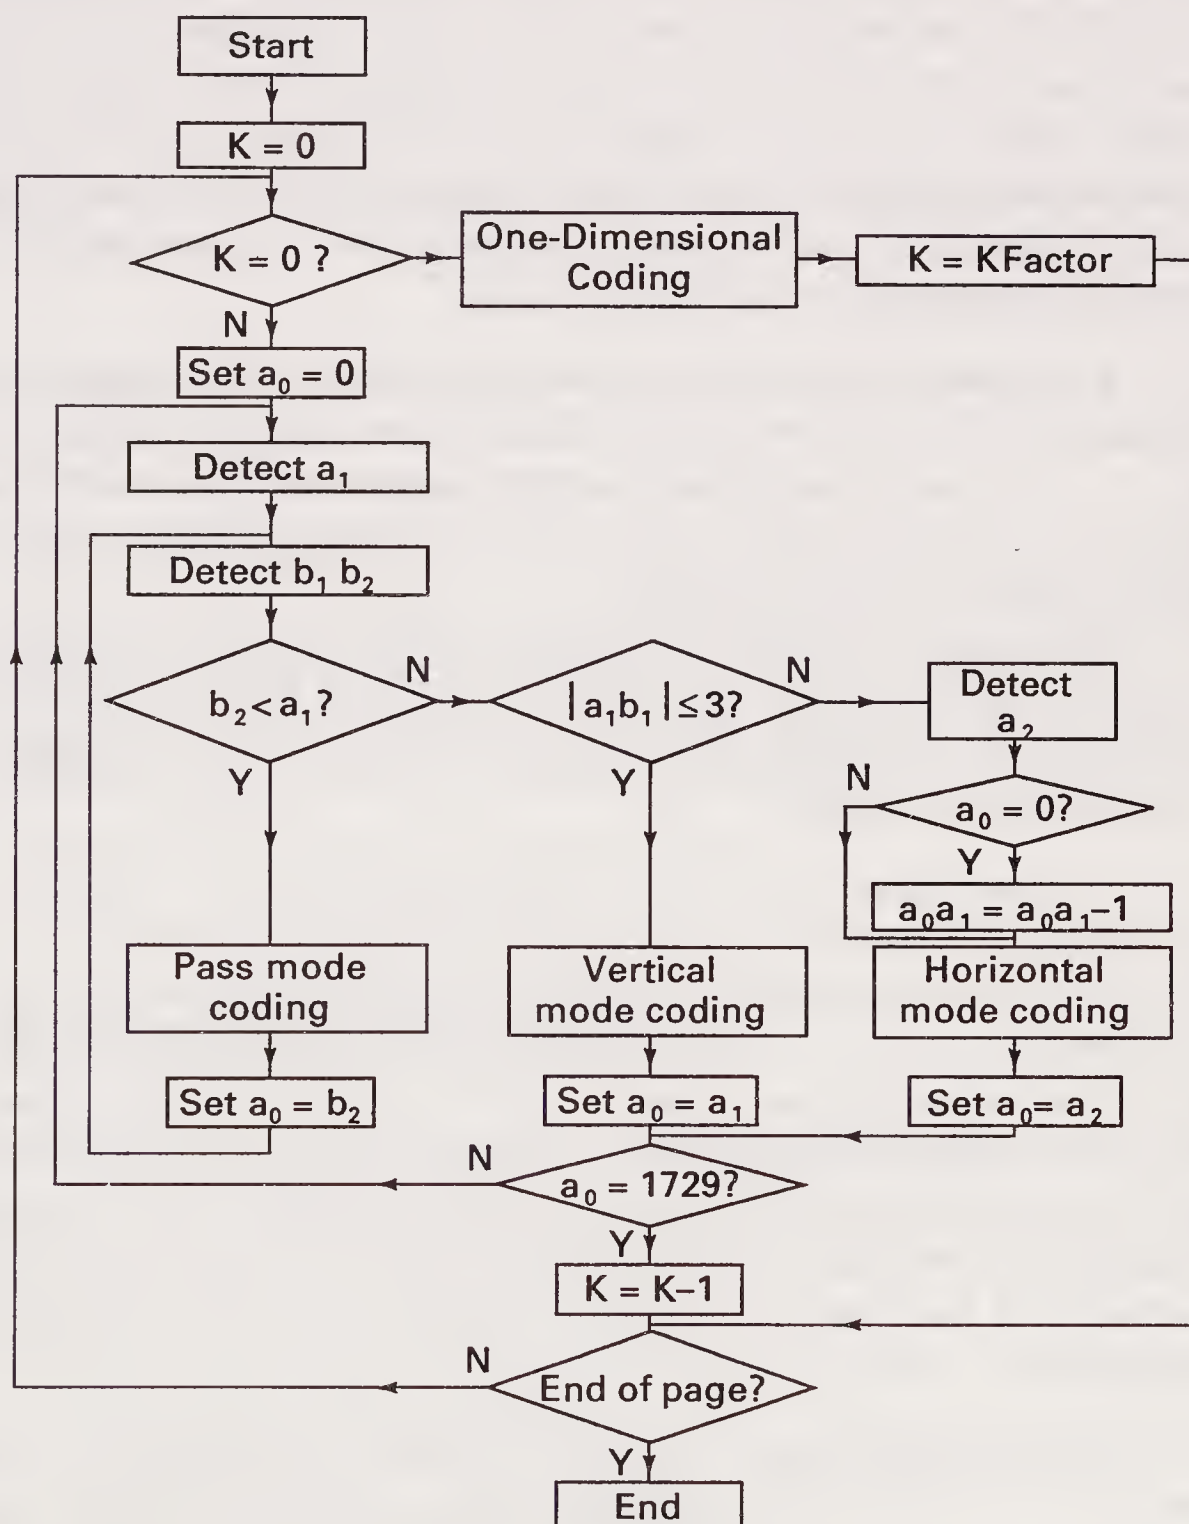 Start
K = 0
K = 0 ?
One-Dimensional
Coding
K = KFactor
N
Set a₀ = 0
Detect a₁
Detect b₁ b₂
b₂ < a₁?
N
|a₁b₁| ≤ 3?
N
Detect
a₂
Y
Y
N
a₀ = 0?
Y
a₀a₁ = a₀a₁–1
Pass mode
coding
Vertical
mode coding
Horizontal
mode coding
Set a₀ = b₂
Set a₀ = a₁
Set a₀= a₂
N
a₀ = 1729?
Y
K = K–1
N
End of page?
Y
End